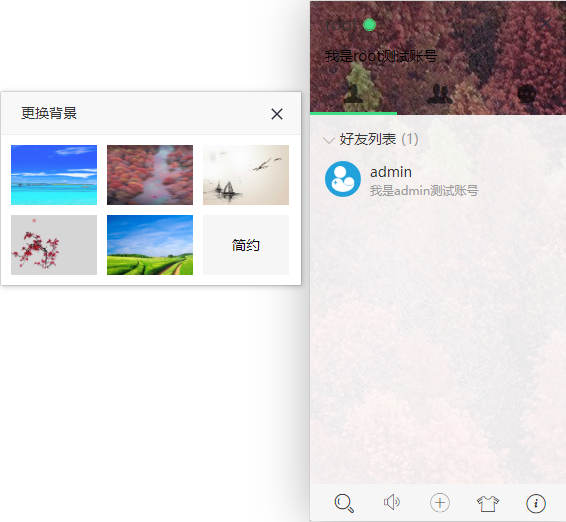 更换背景
简约
root
我是root测试账号
好友列表 (1)
admin
我是admin测试账号